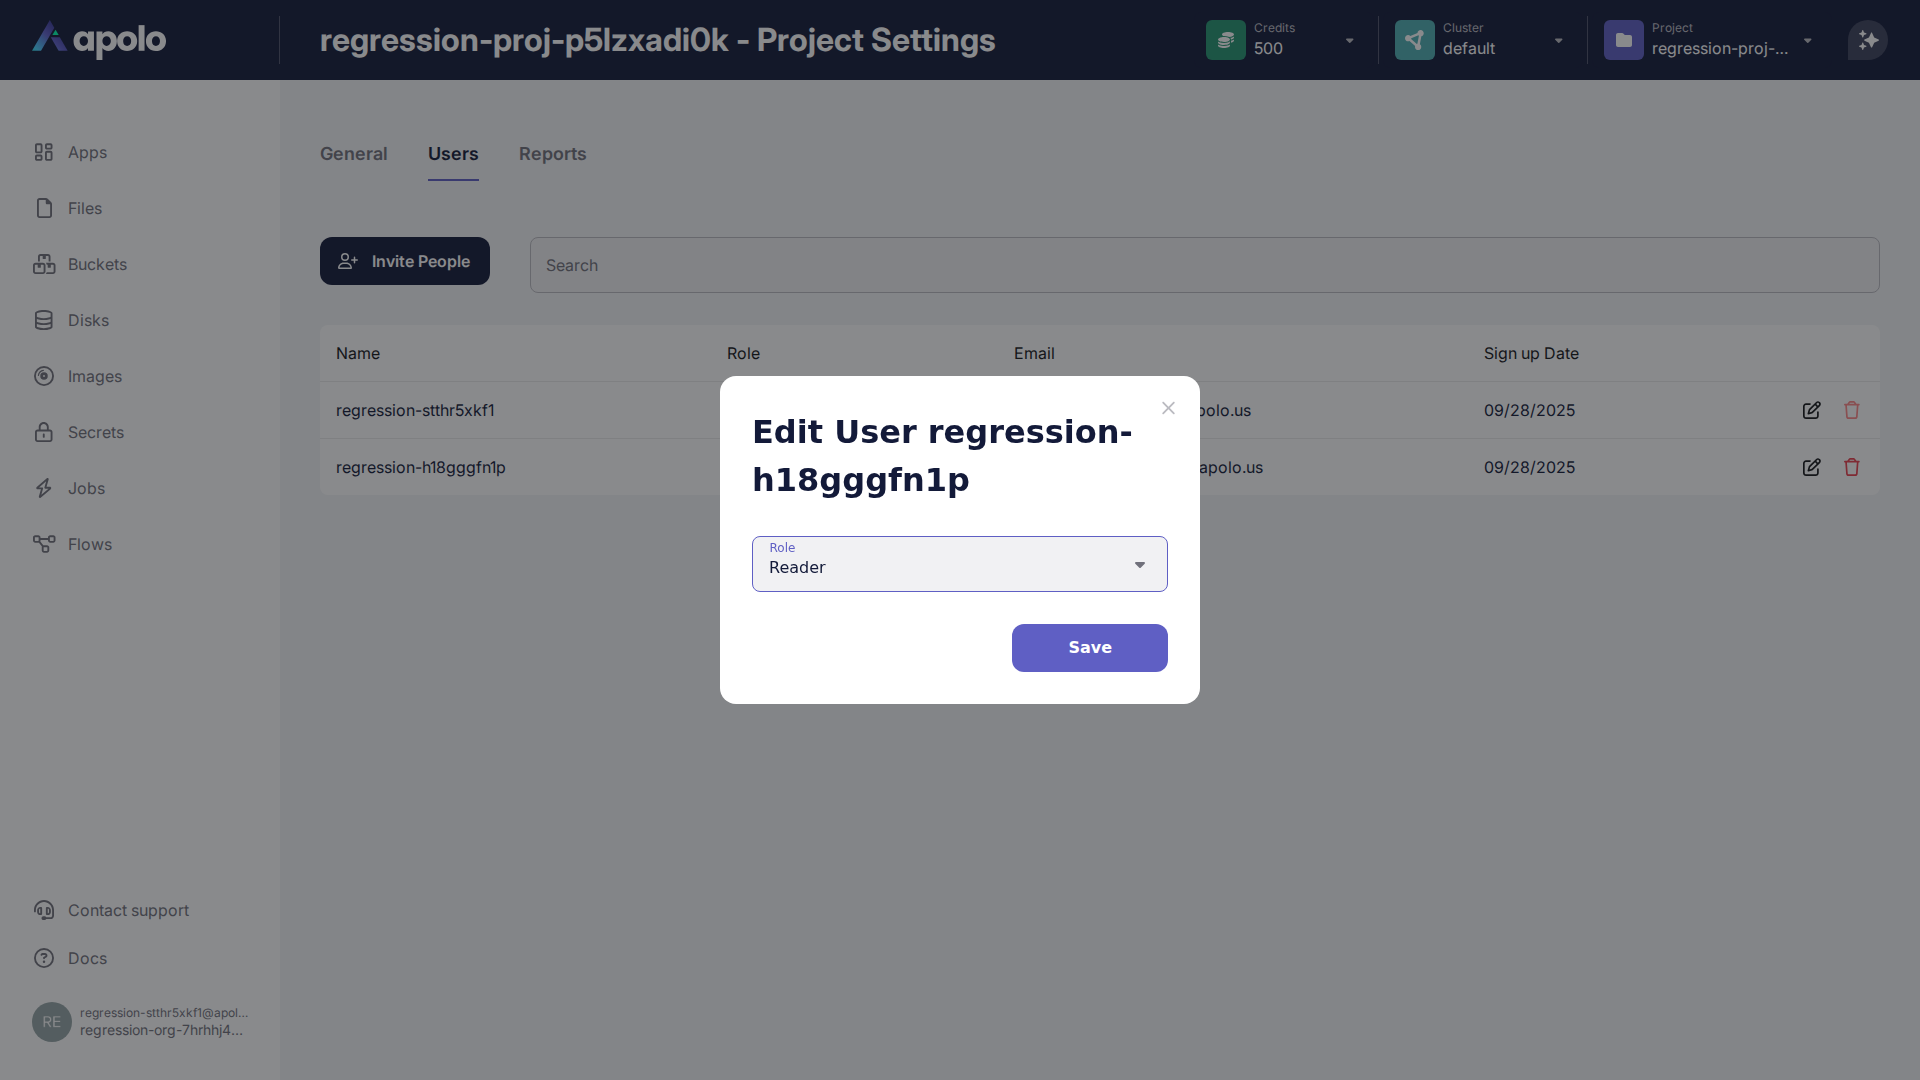 apolo
regression-proj-p5lzxadi0k - Project Settings
Credits
500
Cluster
default
Project
regression-proj-...
Apps
Files
Buckets
Disks
Images
Secrets
Jobs
Flows
General Users Reports
Invite People
Search
Name Role Email Sign up Date
regression-stthr5xkf1 polo.us 09/28/2025
regression-h18gggfn1p apolo.us 09/28/2025
Edit User regression-
h18gggfn1p
Role
Reader
Save
Contact support
Docs
RE
regression-stthr5xkf1@apol...
regression-org-7hrhhj4...